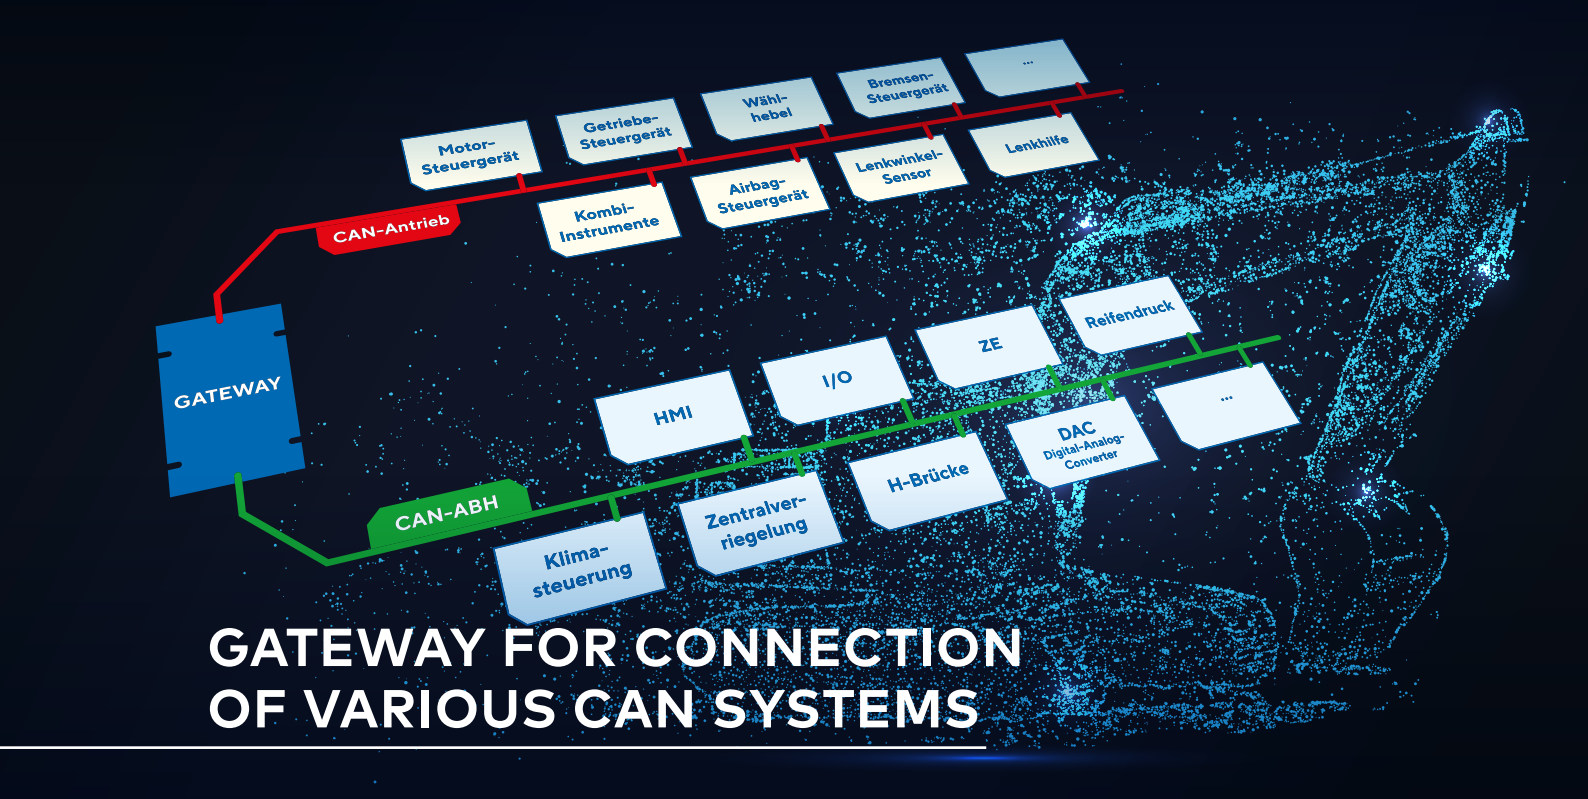 ...
Bremsen-
Steuergerät
Wähl-
hebel
Getriebe-
Steuergerät
Motor-
Steuergerät
Lenkhilfe
Lenkwinkel-
Sensor
Airbag-
Steuergerät
Kombi-
Instrumente
CAN-Antrieb
GATEWAY
Reifendruck
ZE
I/O
HMI
...
DAC
Digital-Analog-
Converter
H-Brücke
Zentralver-
riegelung
Klima-
steuerung
CAN-ABH
GATEWAY FOR CONNECTION
OF VARIOUS CAN SYSTEMS